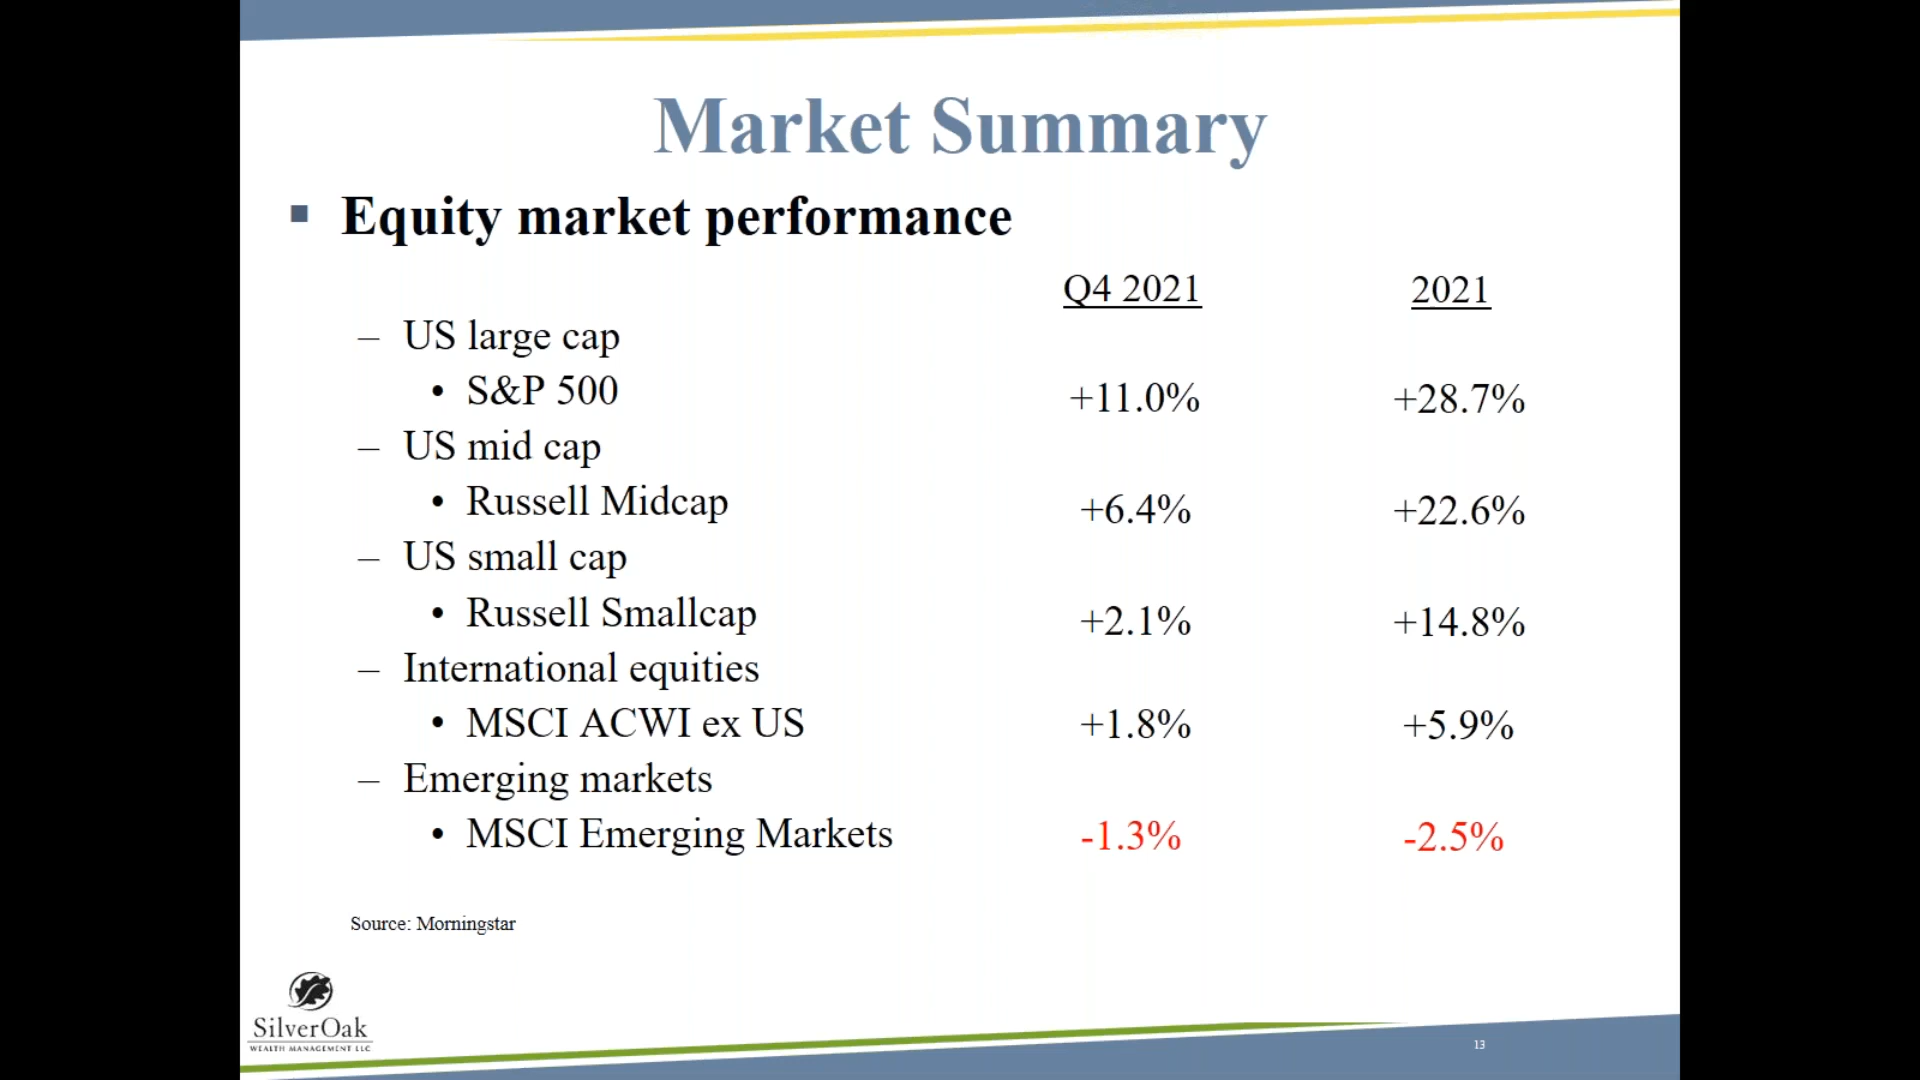 Market Summary
▪ Equity market performance
Q4 2021 2021
– US large cap
• S&P 500 +11.0% +28.7%
– US mid cap
• Russell Midcap +6.4% +22.6%
– US small cap
• Russell Smallcap +2.1% +14.8%
– International equities
• MSCI ACWI ex US +1.8% +5.9%
– Emerging markets
• MSCI Emerging Markets -1.3% -2.5%
Source: Morningstar
SilverOak
WEALTH MANAGEMENT LLC
13